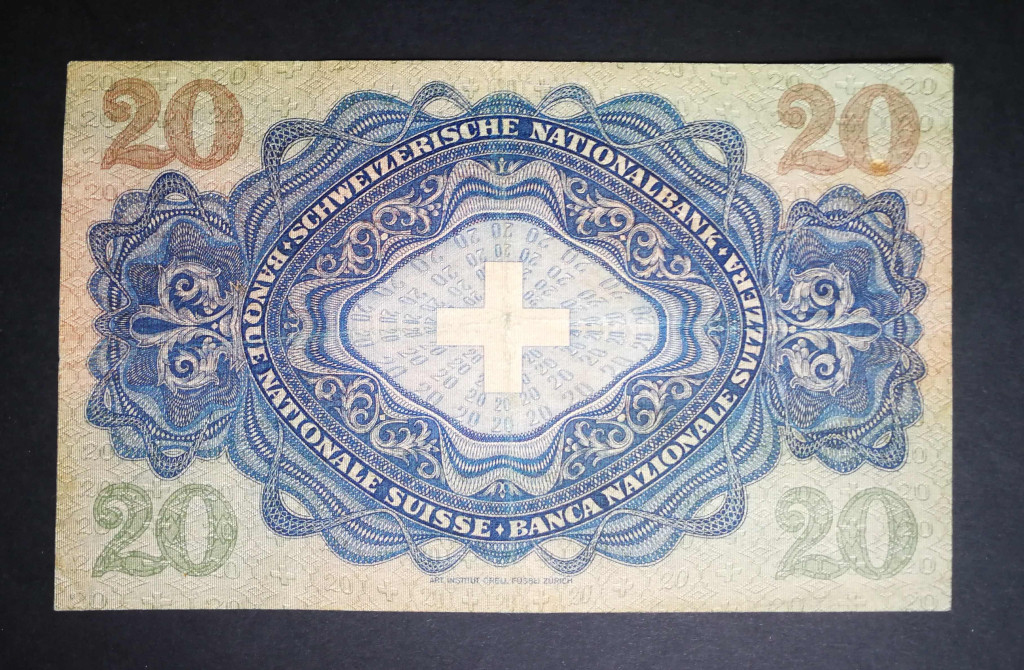 20 20
SCHWEIZERISCHE NATIONALBANK
BANCA NAZIONALE SVIZZERA
BANQUE NATIONALE SUISSE
20 20
ART. INSTITUT ORELL FÜSSLI ZÜRICH